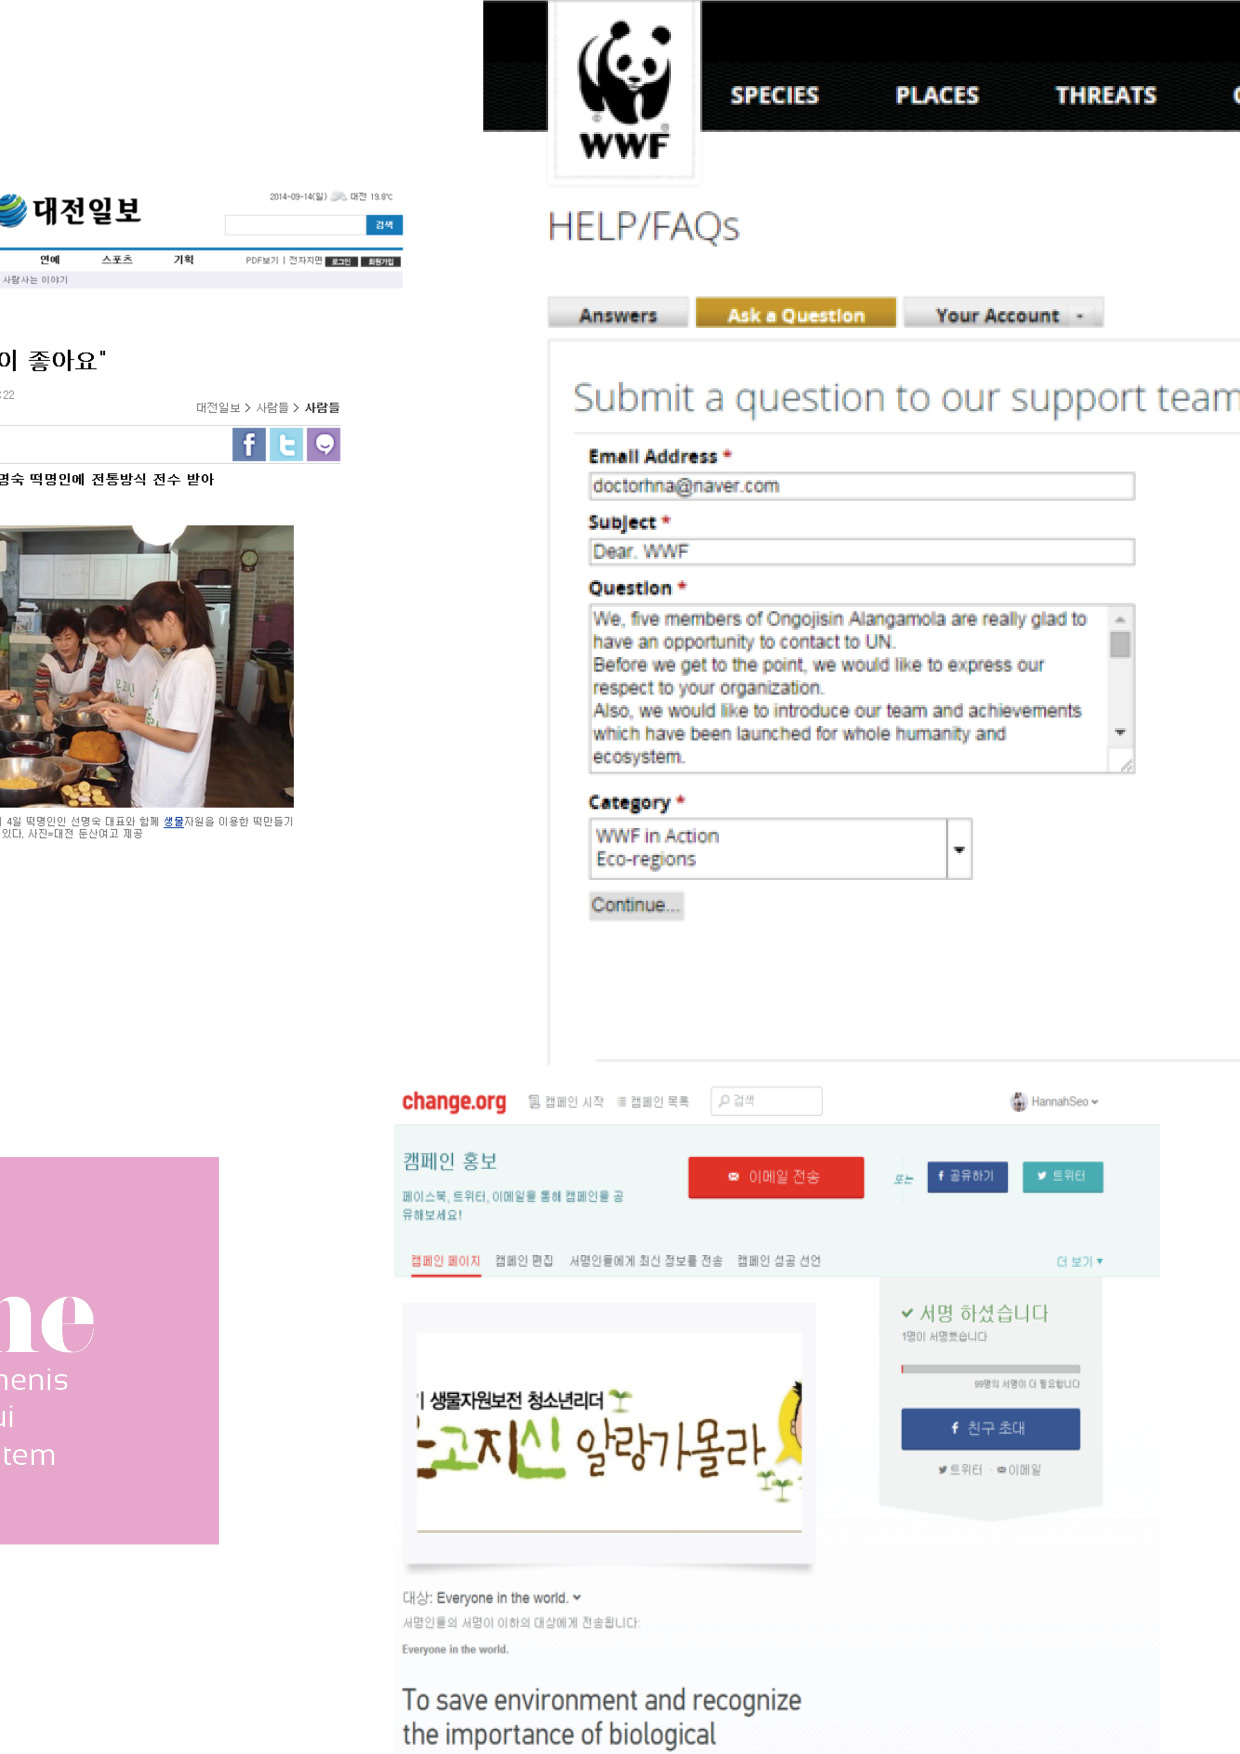 WWF
SPECIES PLACES THREATS
HELP/FAQs
Answers Ask a Question Your Account
Submit a question to our support team
Email Address *
doctorhna@naver.com
Subject *
Dear. WWF
Question *
We, five members of Ongojisin Alangamola are really glad to
have an opportunity to contact to UN.
Before we get to the point, we would like to express our
respect to your organization.
Also, we would like to introduce our team and achievements
which have been launched for whole humanity and
ecosystem.
Category *
WWF in Action
Eco-regions
Continue...
2014-09-14(일) 대전 19.8℃
대전일보
검색
연예 스포츠 기획 PDF보기 | 전자지면 로그인 회원가입
사람사는 이야기
이 좋아요"
:22
대전일보 > 사람들 > 사람들
명숙 떡명인에 전통방식 전수 받아
4일 떡명인인 선명숙 대표와 함께 생물자원을 이용한 떡만들기
있다. 사진=대전 둔산여고 제공
ne
nenis
ui
tem
change.org 캠페인 시작 캠페인 목록 검색 HannahSeo
캠페인 홍보
페이스북, 트위터, 이메일을 통해 캠페인을 공
유해보세요!
이메일 전송 또는 공유하기 트위터
캠페인 페이지 캠페인 편집 서명인들에게 최신 정보를 전송 캠페인 성공 선언 더 보기
서명 하셨습니다
1명이 서명했습니다
99명의 서명이 더 필요합니다
친구 초대
트위터 · 이메일
기 생물자원보전 청소년리더
온고지신 알랑가몰라
대상: Everyone in the world.
서명인들의 서명이 이하의 대상에게 전송됩니다:
Everyone in the world.
To save environment and recognize
the importance of biological